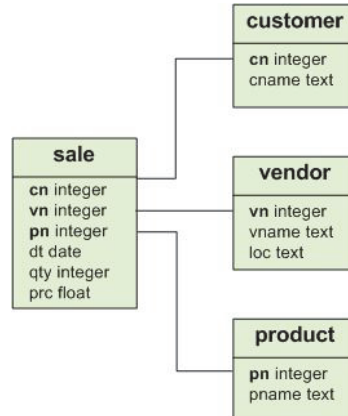 customer
cn integer
cname text
sale
cn integer
vn integer
pn integer
dt date
qty integer
prc float
vendor
vn integer
vname text
loc text
product
pn integer
pname text